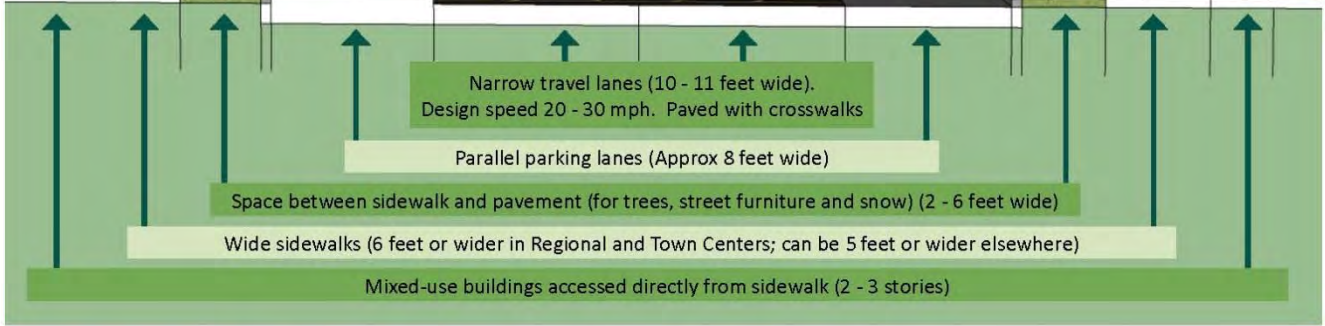 Narrow travel lanes (10 - 11 feet wide).
Design speed 20 - 30 mph. Paved with crosswalks
Parallel parking lanes (Approx 8 feet wide)
Space between sidewalk and pavement (for trees, street furniture and snow) (2 - 6 feet wide)
Wide sidewalks (6 feet or wider in Regional and Town Centers; can be 5 feet or wider elsewhere)
Mixed-use buildings accessed directly from sidewalk (2 - 3 stories)